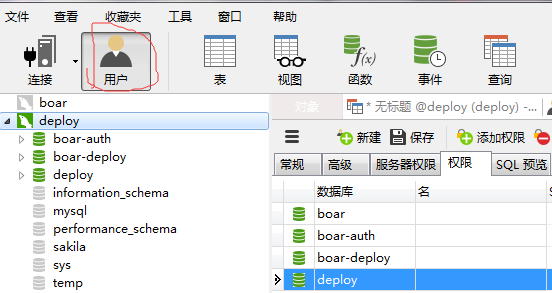 文件 查看 收藏夹 工具 窗口 帮助
连接 用户 表 视图 函数 事件 查询
boar
deploy
boar-auth
boar-deploy
deploy
information_schema
mysql
performance_schema
sakila
sys
temp
对象 * 无标题 @deploy (deploy) -
新建 保存 添加权限
常规 高级 服务器权限 权限 SQL 预览
数据库 名 S
boar
boar-auth
boar-deploy
deploy